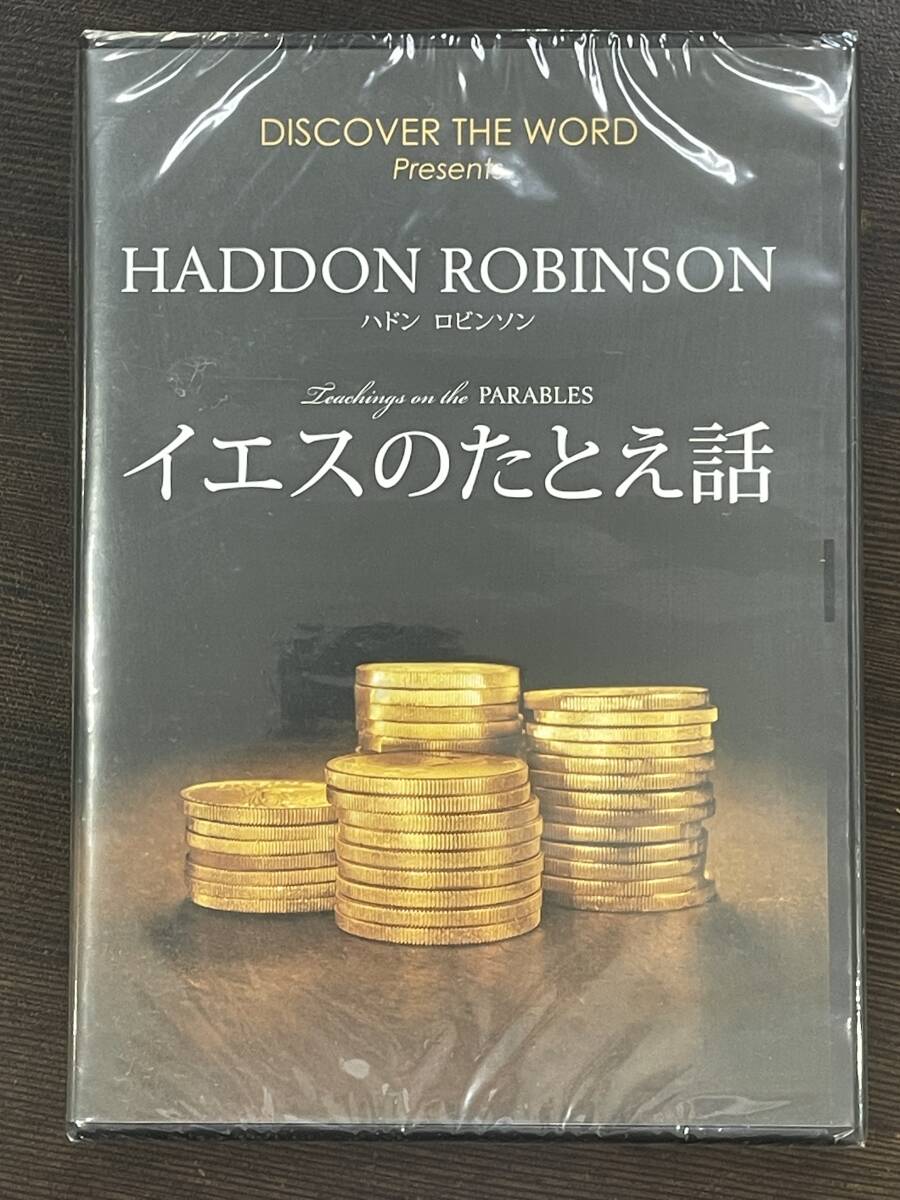 DISCOVER THE WORD
Presents
HADDON ROBINSON
ハドン ロビンソン
Teachings on the PARABLES
イエスのたとえ話